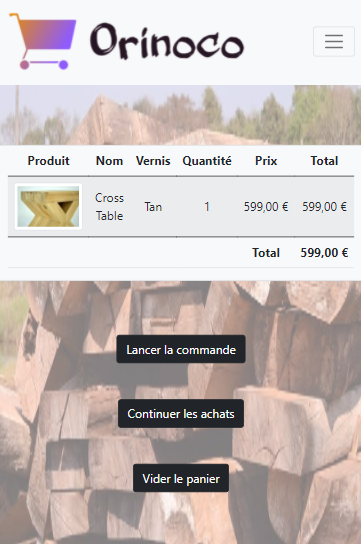 Orinoco
Produit Nom Vernis Quantité Prix Total
Cross Table Tan 1 599,00 € 599,00 €
Total 599,00 €
Lancer la commande
Continuer les achats
Vider le panier